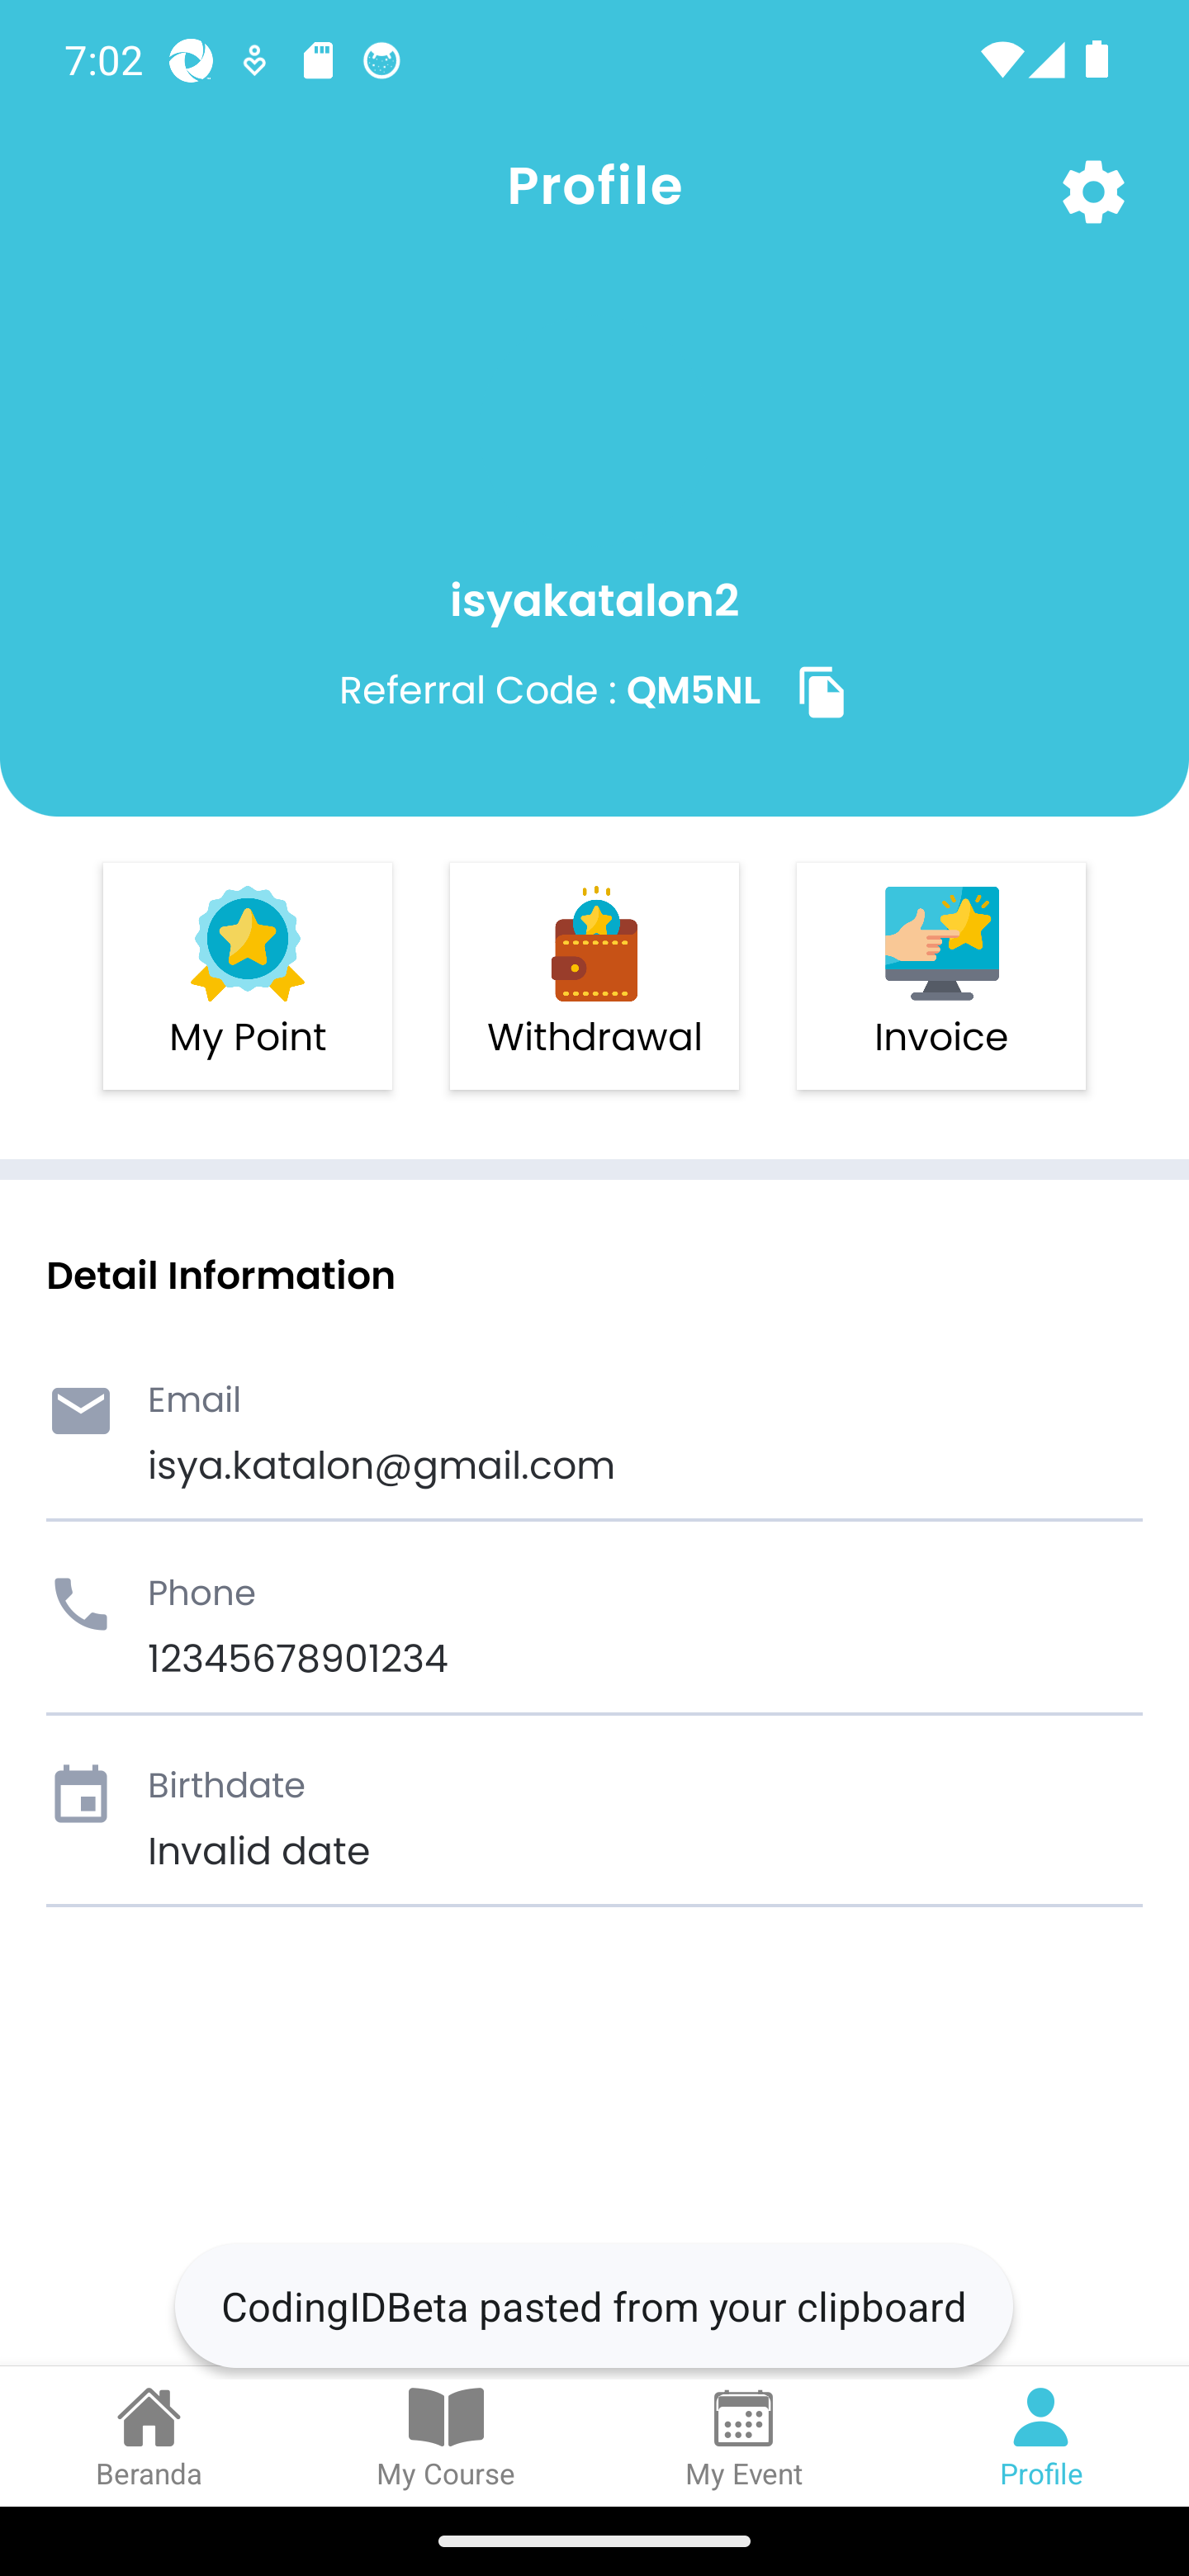 7:02
Profile
isyakatalon2
Referral Code : QM5NL
My Point
Withdrawal
Invoice
Detail Information
Email
isya.katalon@gmail.com
Phone
12345678901234
Birthdate
Invalid date
CodingIDBeta pasted from your clipboard
Beranda
My Course
My Event
Profile